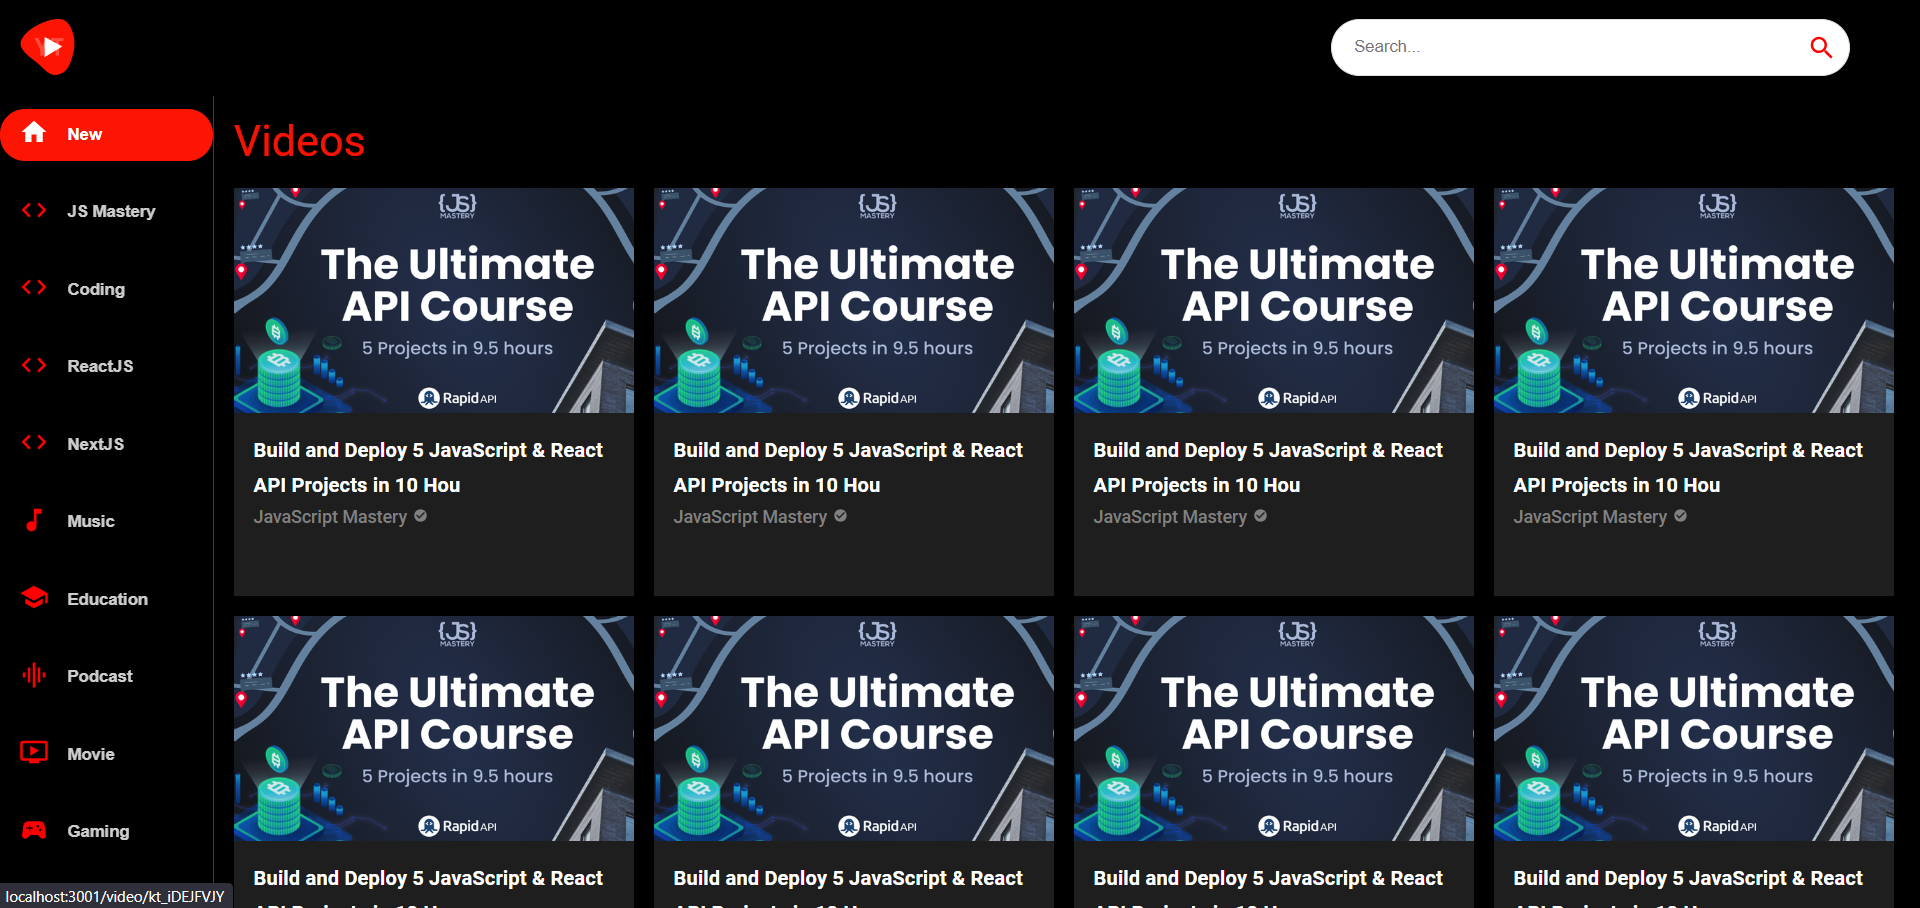 YT
Search...
New
JS Mastery
Coding
ReactJS
NextJS
Music
Education
Podcast
Movie
Gaming
Videos
{JS}
MASTERY
The Ultimate
API Course
5 Projects in 9.5 hours
RapidAPI
Build and Deploy 5 JavaScript & React
API Projects in 10 Hou
JavaScript Mastery
{JS}
MASTERY
The Ultimate
API Course
5 Projects in 9.5 hours
RapidAPI
Build and Deploy 5 JavaScript & React
API Projects in 10 Hou
JavaScript Mastery
{JS}
MASTERY
The Ultimate
API Course
5 Projects in 9.5 hours
RapidAPI
Build and Deploy 5 JavaScript & React
API Projects in 10 Hou
JavaScript Mastery
{JS}
MASTERY
The Ultimate
API Course
5 Projects in 9.5 hours
RapidAPI
Build and Deploy 5 JavaScript & React
API Projects in 10 Hou
JavaScript Mastery
{JS}
MASTERY
The Ultimate
API Course
5 Projects in 9.5 hours
RapidAPI
Build and Deploy 5 JavaScript & React
{JS}
MASTERY
The Ultimate
API Course
5 Projects in 9.5 hours
RapidAPI
Build and Deploy 5 JavaScript & React
{JS}
MASTERY
The Ultimate
API Course
5 Projects in 9.5 hours
RapidAPI
Build and Deploy 5 JavaScript & React
{JS}
MASTERY
The Ultimate
API Course
5 Projects in 9.5 hours
RapidAPI
Build and Deploy 5 JavaScript & React
localhost:3001/video/kt_iDEJFVJY